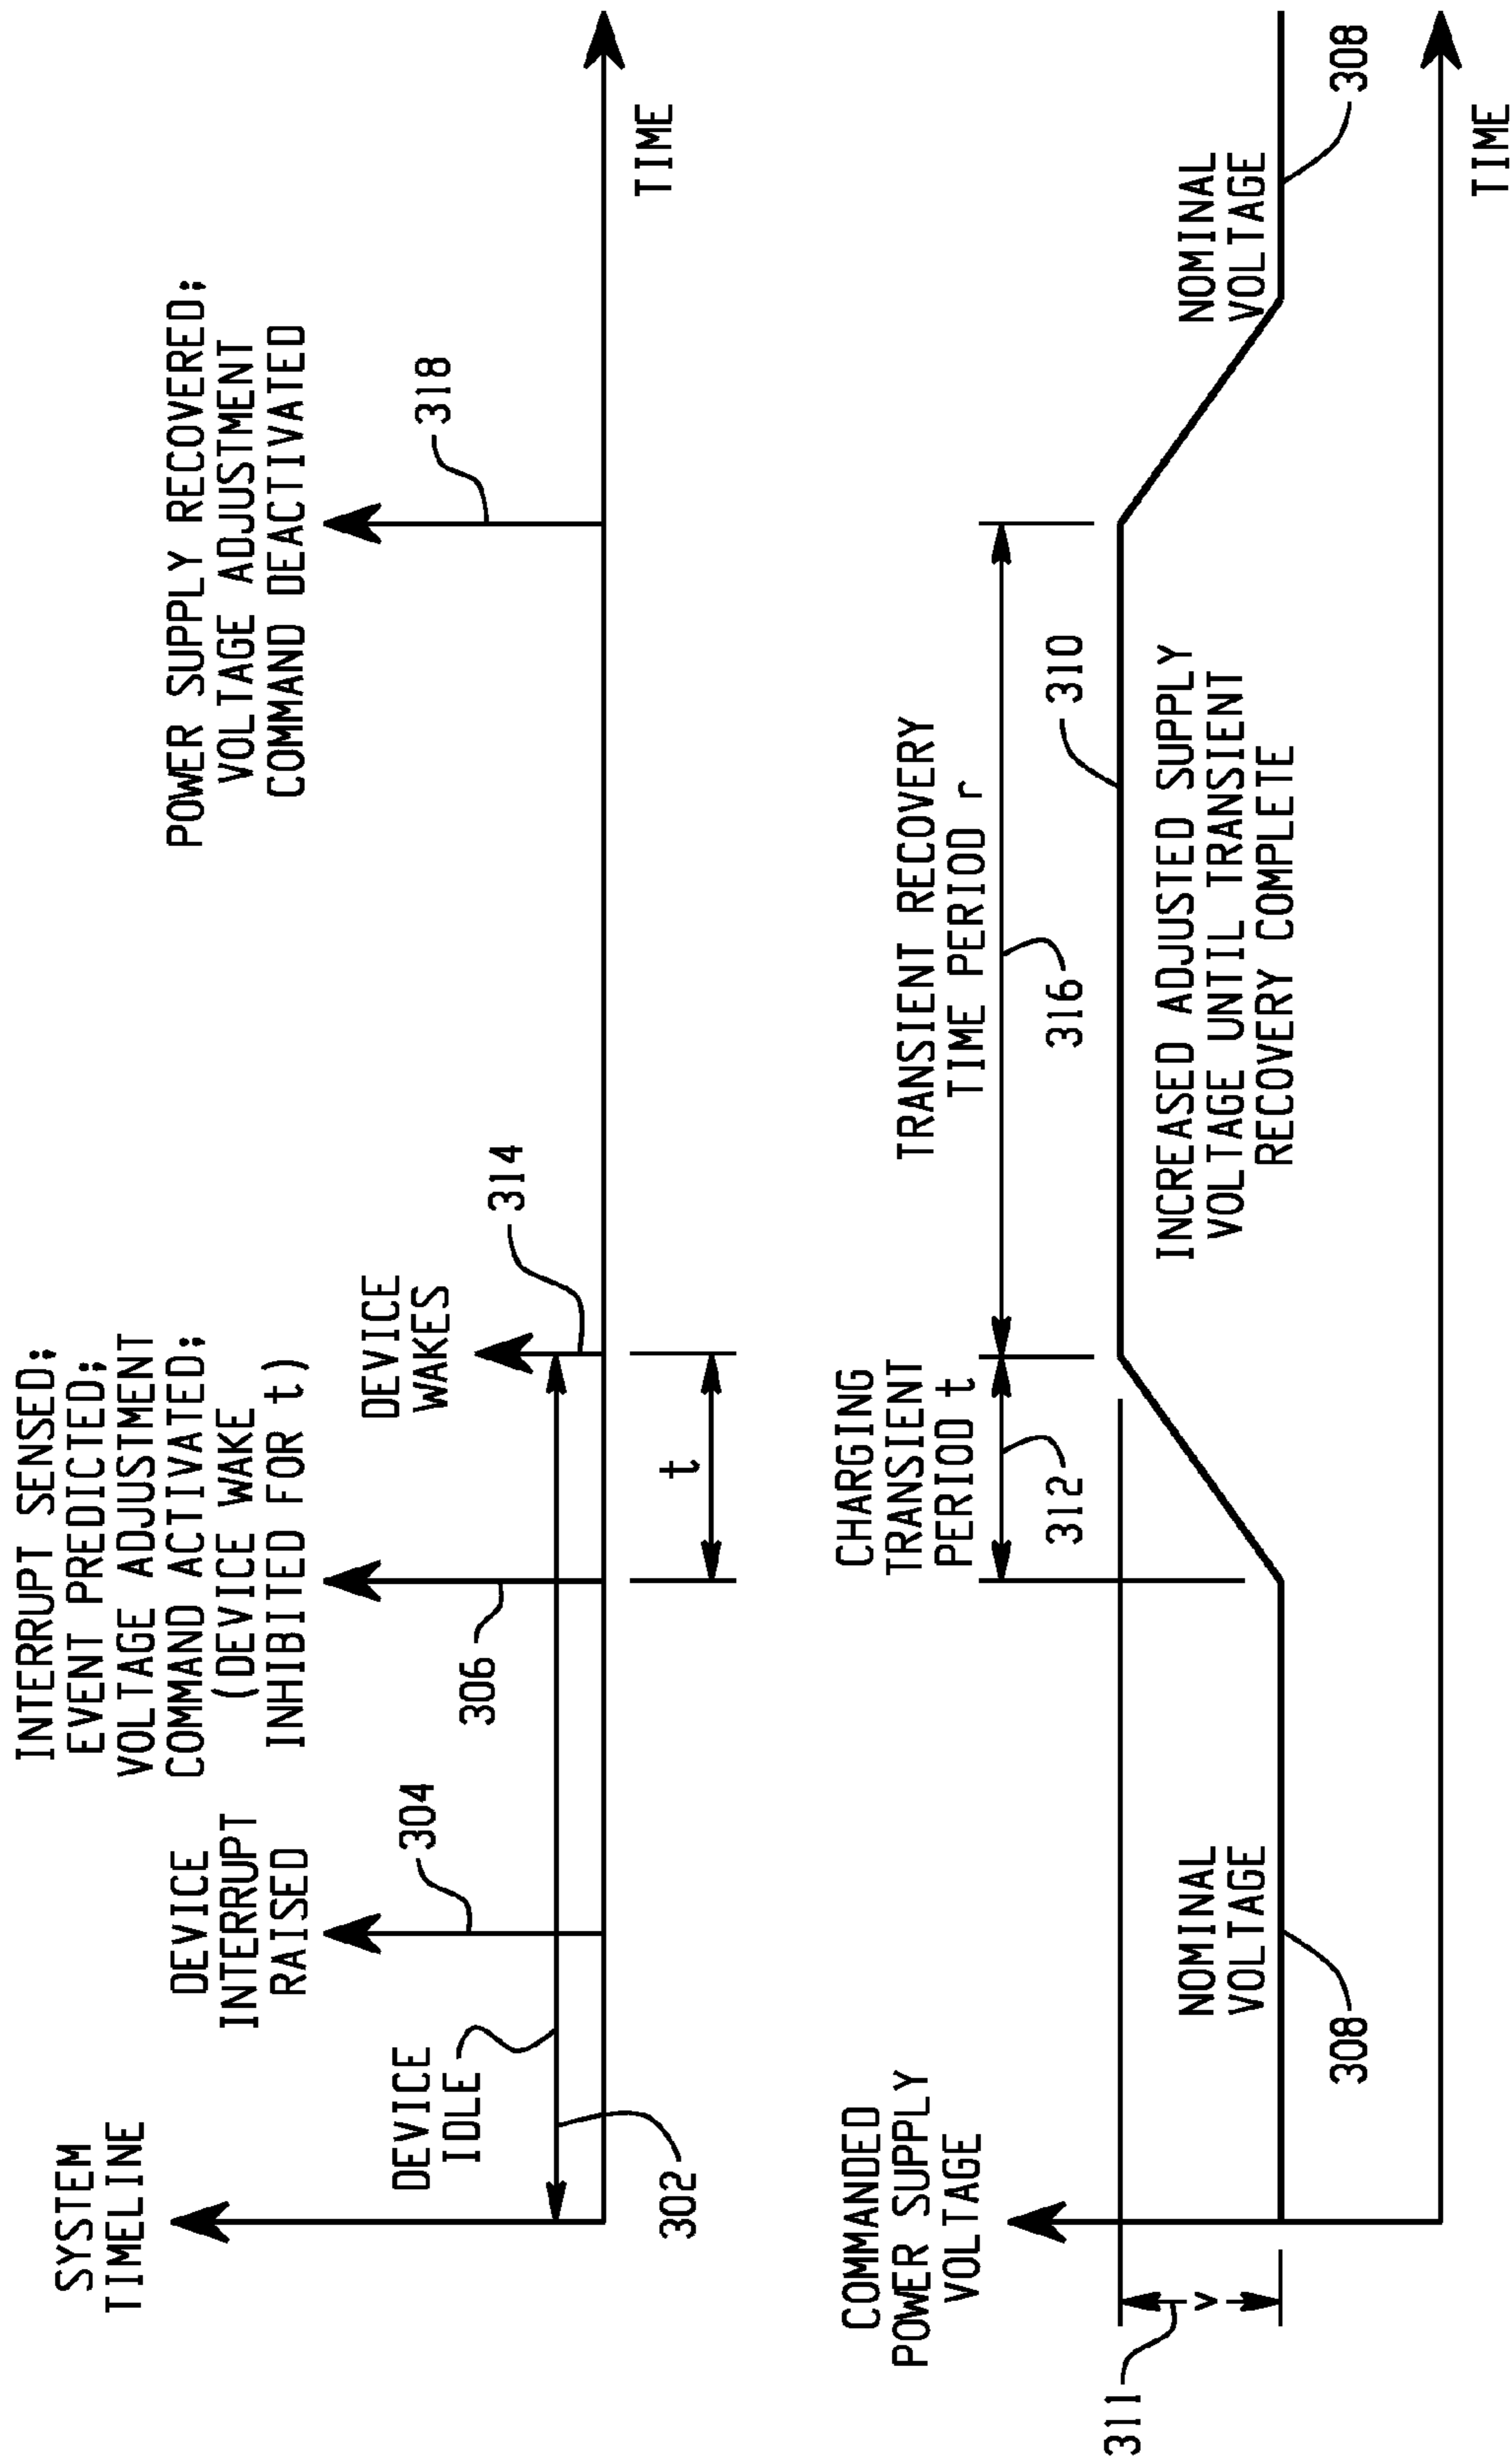 SYSTEM
TIMELINE
DEVICE
IDLE
302
DEVICE
INTERRUPT
RAISED
304
INTERRUPT SENSED;
EVENT PREDICTED;
VOLTAGE ADJUSTMENT
COMMAND ACTIVATED;
(DEVICE WAKE
INHIBITED FOR t)
306
t
DEVICE
WAKES
314
POWER SUPPLY RECOVERED;
VOLTAGE ADJUSTMENT
COMMAND DEACTIVATED
318
TIME
COMMANDED
POWER SUPPLY
VOLTAGE
311
v
NOMINAL
VOLTAGE
308
CHARGING
TRANSIENT
PERIOD t
312
TRANSIENT RECOVERY
TIME PERIOD r
316
310
INCREASED ADJUSTED SUPPLY
VOLTAGE UNTIL TRANSIENT
RECOVERY COMPLETE
NOMINAL
VOLTAGE
308
TIME